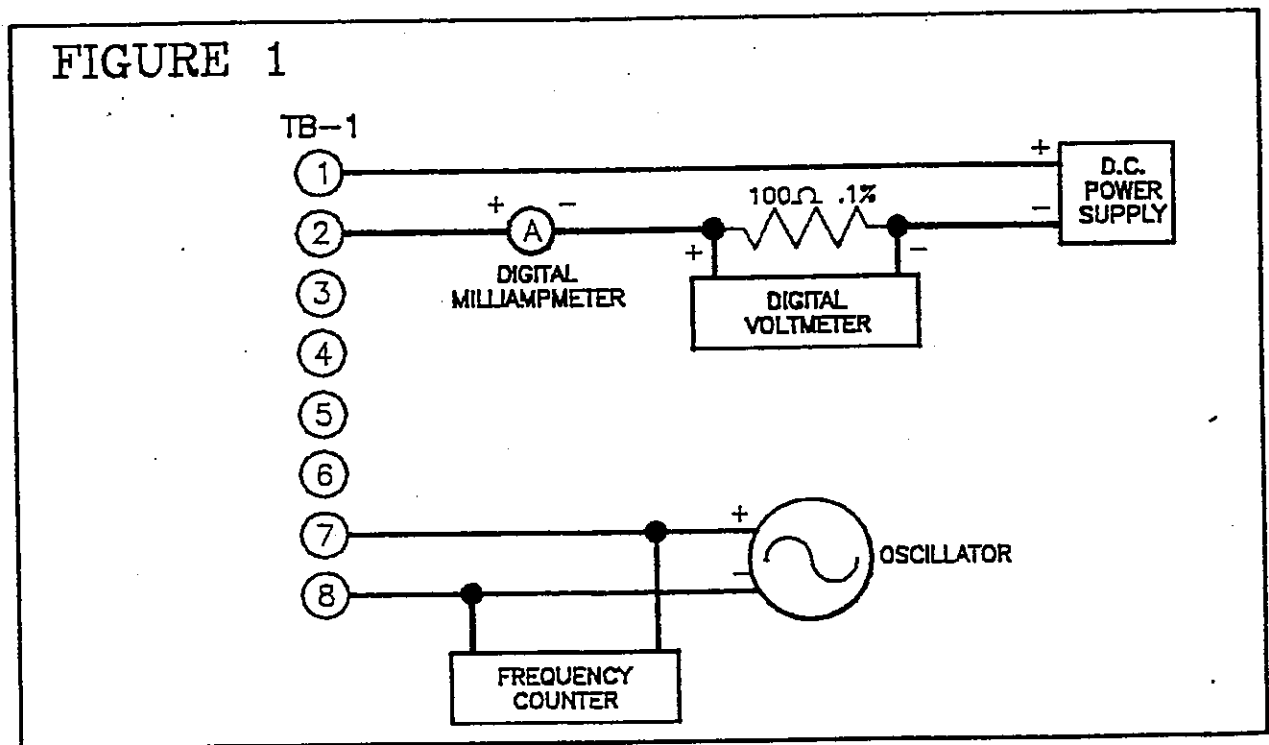 FIGURE 1
TB-1
1
+
D.C.
POWER
SUPPLY
-
2
+ -
A
DIGITAL
MILLIAMPMETER
100Ω .1%
+ -
DIGITAL
VOLTMETER
3
4
5
6
7
+
8
-
OSCILLATOR
FREQUENCY
COUNTER